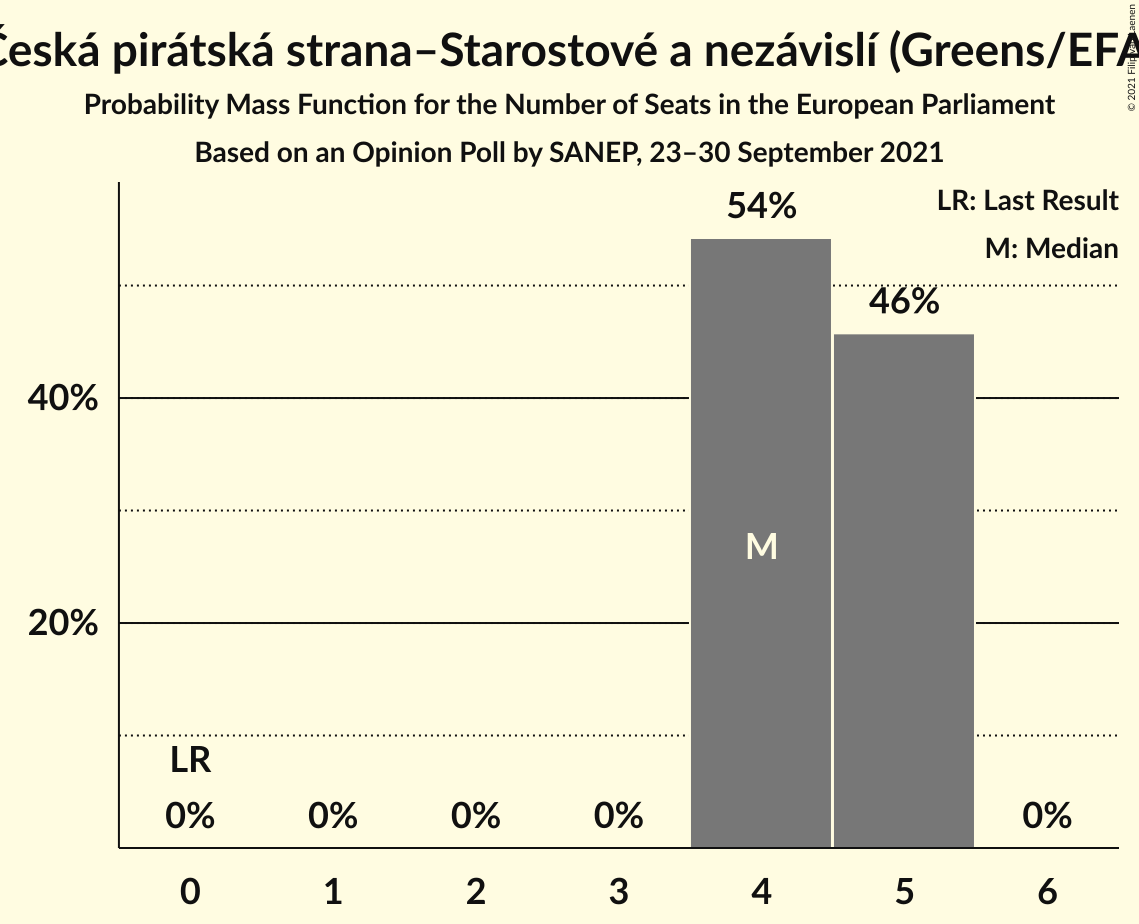 Česká pirátská strana–Starostové a nezávislí (Greens/EFA
Probability Mass Function for the Number of Seats in the European Parliament
Based on an Opinion Poll by SANEP, 23–30 September 2021
© 2021 Filip van Laenen
LR: Last Result
M: Median
54%
46%
40%
M
20%
LR
0% 0% 0% 0% 0%
0 1 2 3 4 5 6